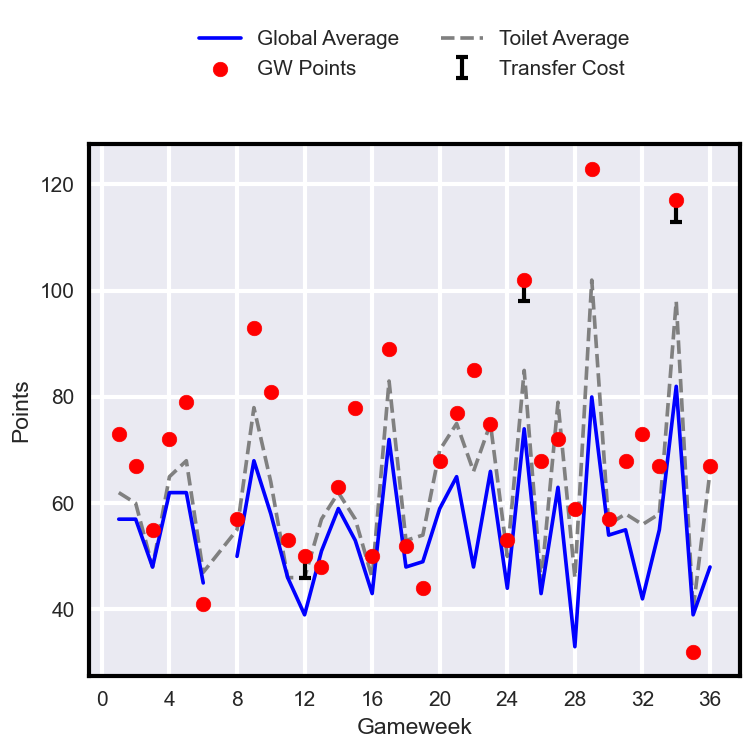 Global Average
Toilet Average
GW Points
Transfer Cost
120
100
80
60
40
Points
0 4 8 12 16 20 24 28 32 36
Gameweek